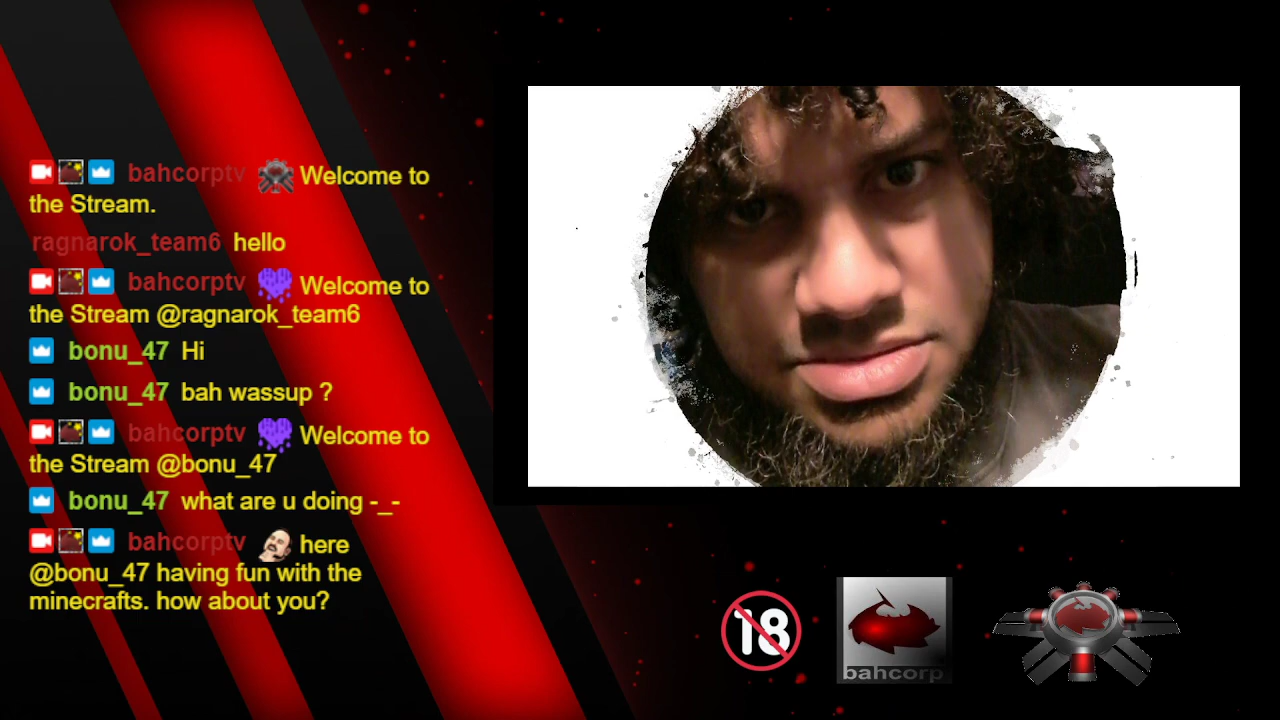 bahcorptv Welcome to
the Stream.
ragnarok_team6 hello
bahcorptv Welcome to
the Stream @ragnarok_team6
bonu_47 Hi
bonu_47 bah wassup ?
bahcorptv Welcome to
the Stream @bonu_47
bonu_47 what are u doing -_-
bahcorptv here
@bonu_47 having fun with the
minecrafts. how about you?
18
bahcorp